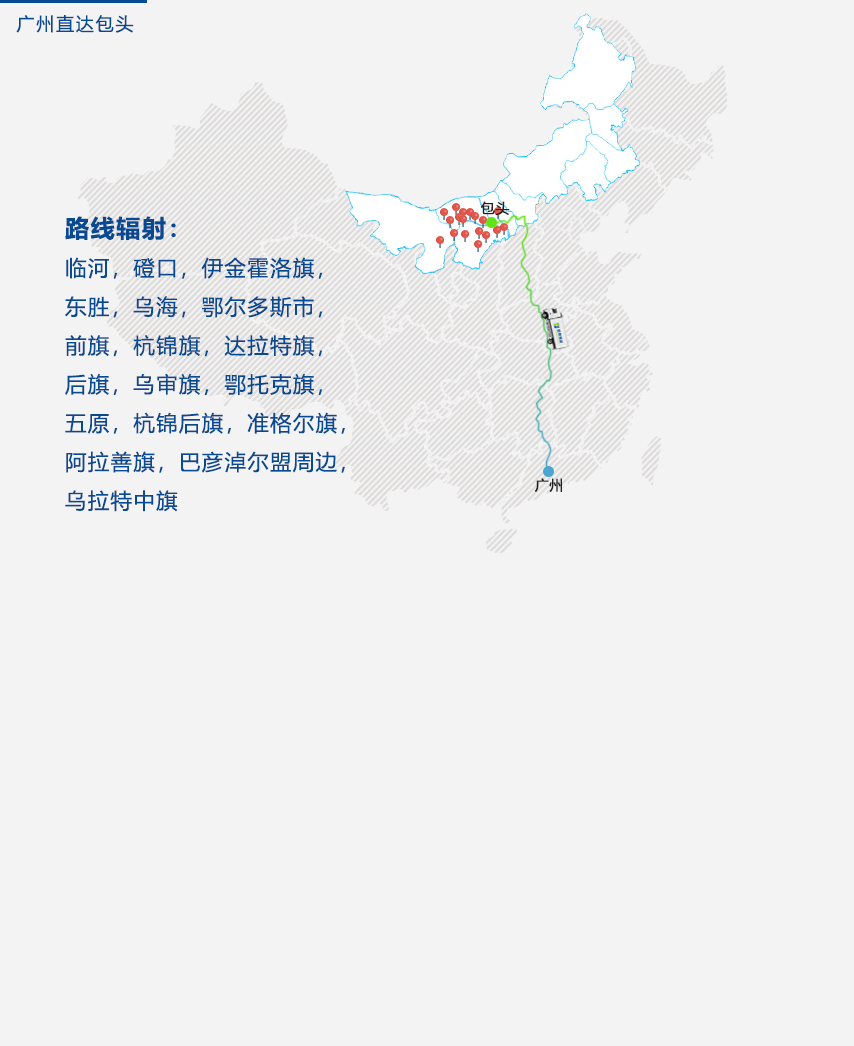 广州直达包头
包头
路线辐射：
临河，磴口，伊金霍洛旗，
东胜，乌海，鄂尔多斯市，
前旗，杭锦旗，达拉特旗，
后旗，乌审旗，鄂托克旗，
五原，杭锦后旗，准格尔旗，
阿拉善旗，巴彦淖尔盟周边，
乌拉特中旗
广州